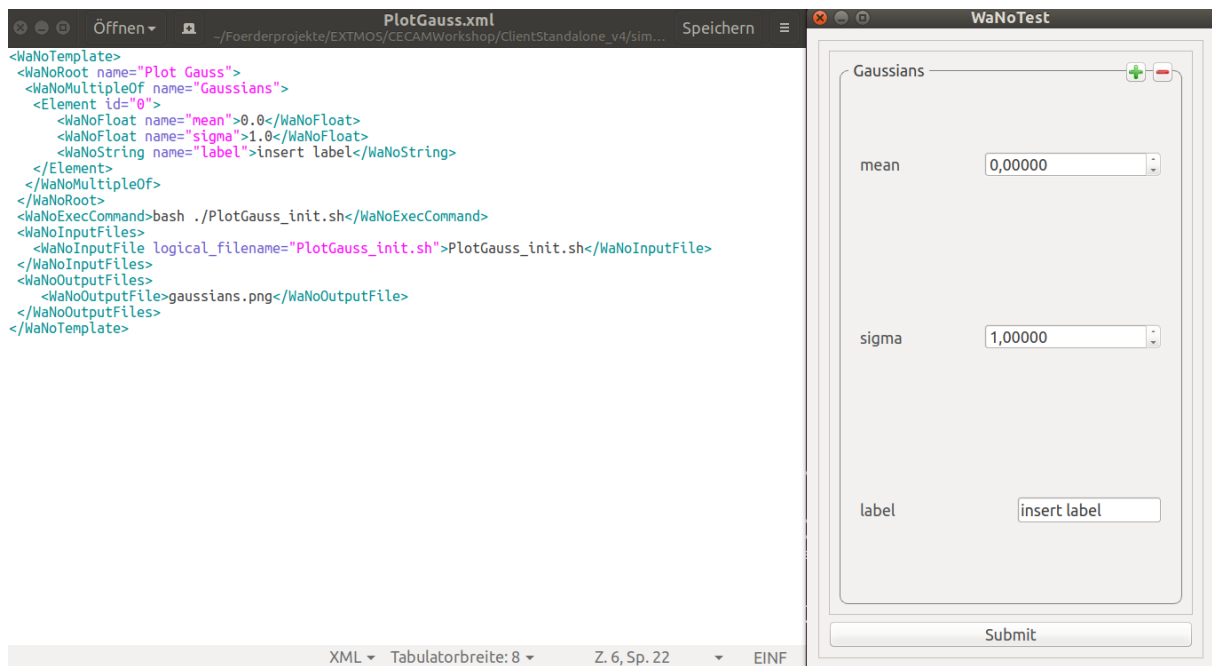 Öffnen
PlotGauss.xml
~/Foerderprojekte/EXTMOS/CECAMWorkshop/ClientStandalone_v4/sim...
Speichern
<WaNoTemplate>
<WaNoRoot name="Plot Gauss">
<WaNoMultipleOf name="Gaussians">
<Element id="0">
<WaNoFloat name="mean">0.0</WaNoFloat>
<WaNoFloat name="sigma">1.0</WaNoFloat>
<WaNoString name="label">insert label</WaNoString>
</Element>
</WaNoMultipleOf>
</WaNoRoot>
<WaNoExecCommand>bash ./PlotGauss_init.sh</WaNoExecCommand>
<WaNoInputFiles>
<WaNoInputFile logical_filename="PlotGauss_init.sh">PlotGauss_init.sh</WaNoInputFile>
</WaNoInputFiles>
<WaNoOutputFiles>
<WaNoOutputFile>gaussians.png</WaNoOutputFile>
</WaNoOutputFiles>
</WaNoTemplate>
XML Tabulatorbreite: 8 Z. 6, Sp. 22 EINF
WaNoTest
Gaussians
mean 0,00000
sigma 1,00000
label insert label
Submit